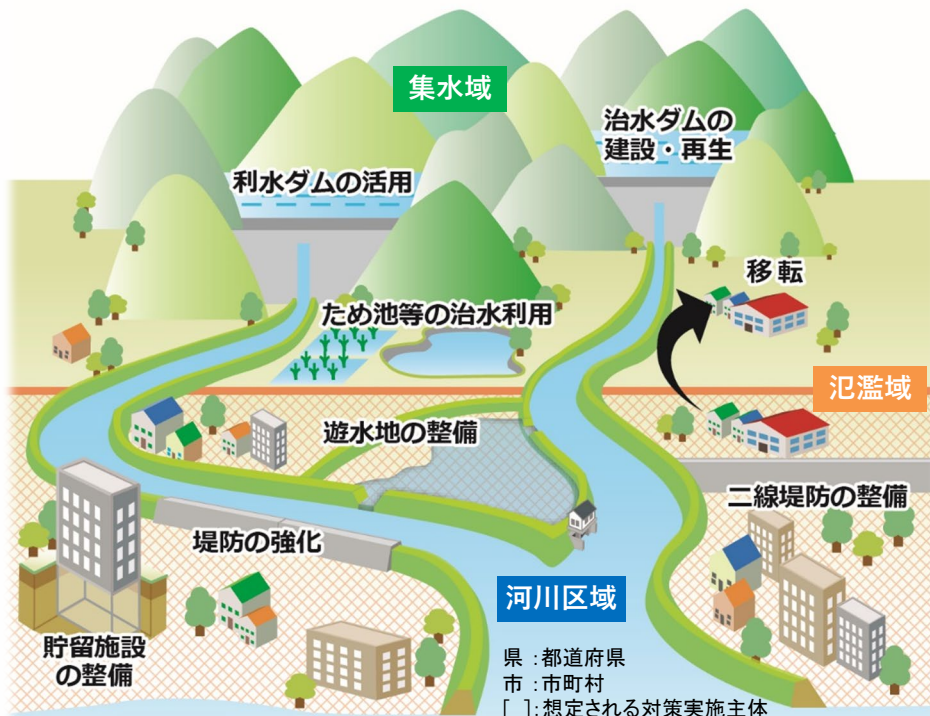 集水域
治水ダムの
建設・再生
利水ダムの活用
移転
ため池等の治水利用
氾濫域
遊水地の整備
二線堤防の整備
堤防の強化
河川区域
貯留施設
の整備
県 :都道府県
市 :市町村
[ ]:想定される対策実施主体